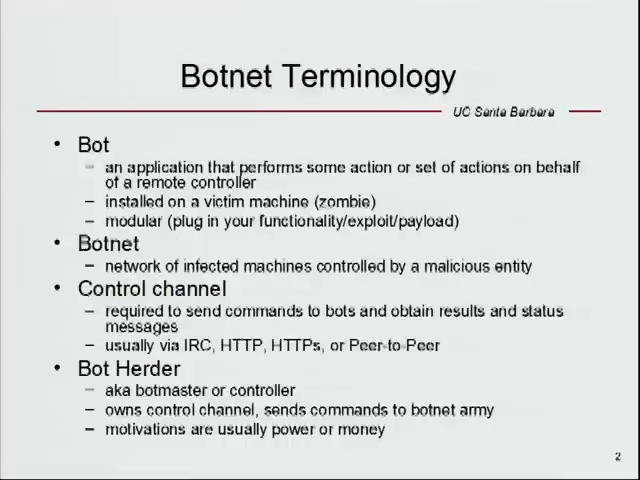 Botnet Terminology
UC Santa Barbara
• Bot
– an application that performs some action or set of actions on behalf
of a remote controller
– installed on a victim machine (zombie)
– modular (plug in your functionality/exploit/payload)
• Botnet
– network of infected machines controlled by a malicious entity
• Control channel
– required to send commands to bots and obtain results and status
messages
– usually via IRC, HTTP, HTTPs, or Peer-to-Peer
• Bot Herder
– aka botmaster or controller
– owns control channel, sends commands to botnet army
– motivations are usually power or money
2